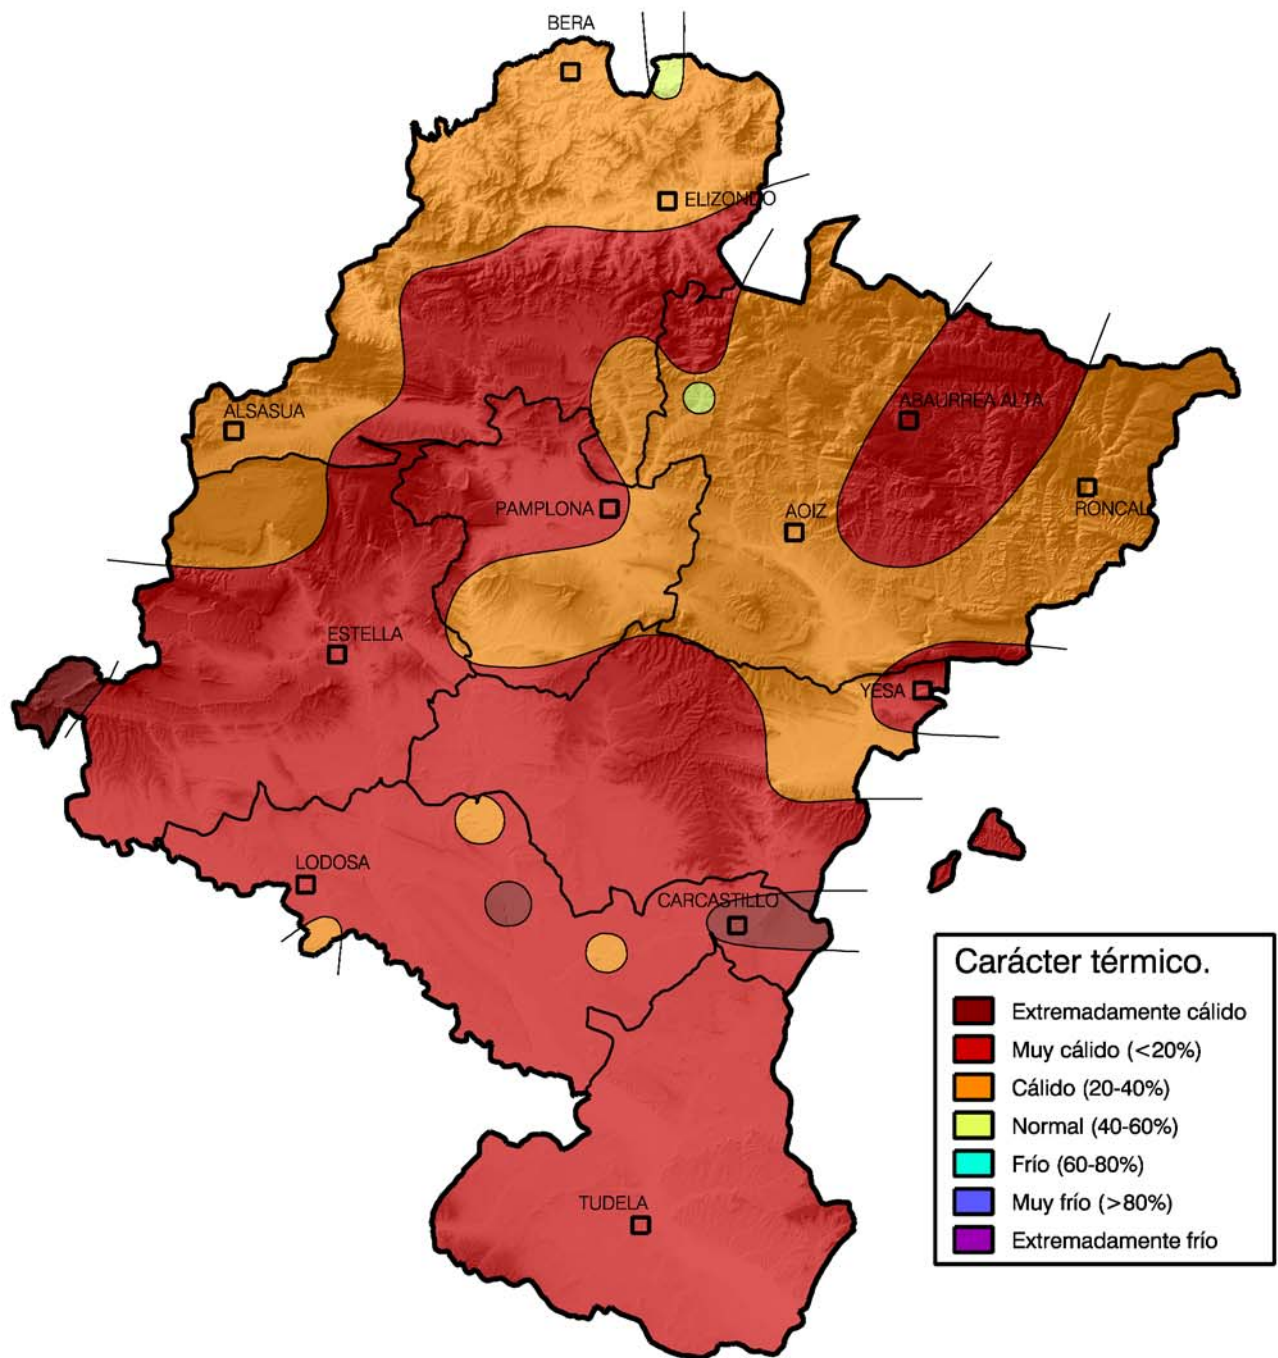 BERA
ELIZONDO
ALSASUA
ABAURREA ALTA
PAMPLONA
AOIZ
RONCAL
ESTELLA
YESA
LODOSA
CARCASTILLO
TUDELA
Carácter térmico.
Extremadamente cálido
Muy cálido (<20%)
Cálido (20-40%)
Normal (40-60%)
Frío (60-80%)
Muy frío (>80%)
Extremadamente frío